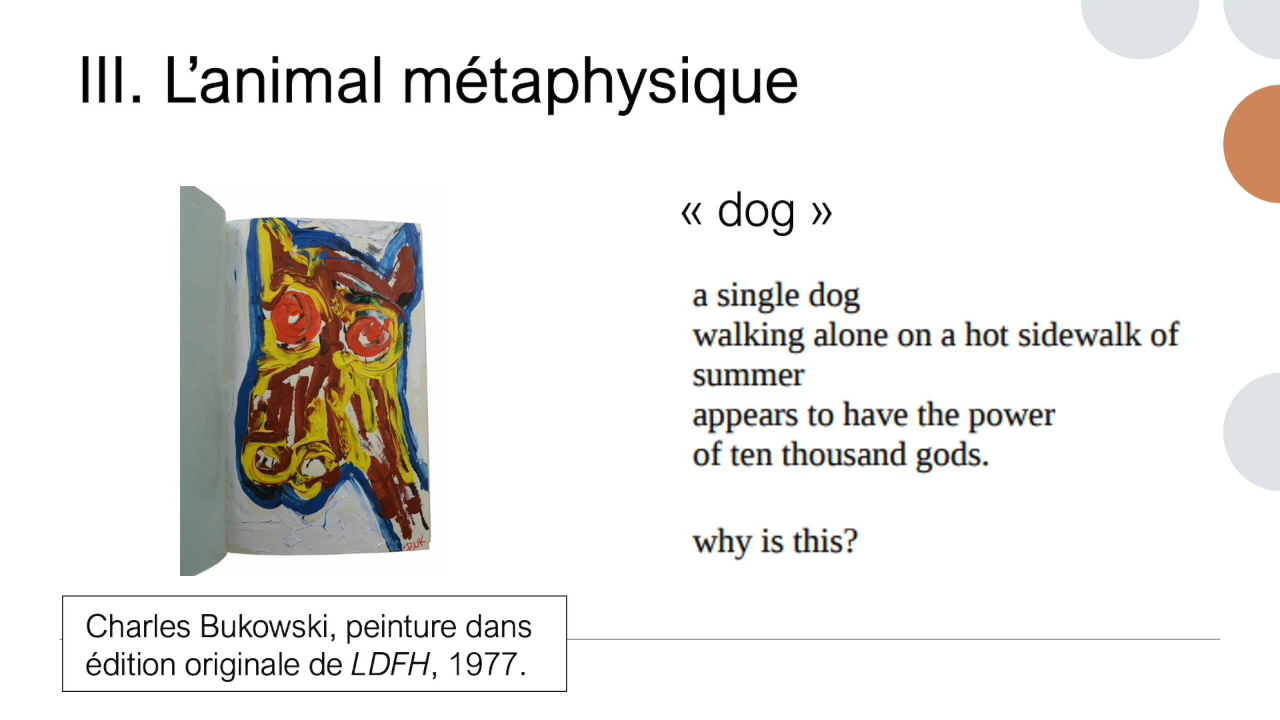 III. L’animal métaphysique
« dog »
a single dog
walking alone on a hot sidewalk of
summer
appears to have the power
of ten thousand gods.
why is this?
BUK
Charles Bukowski, peinture dans
édition originale de LDFH, 1977.